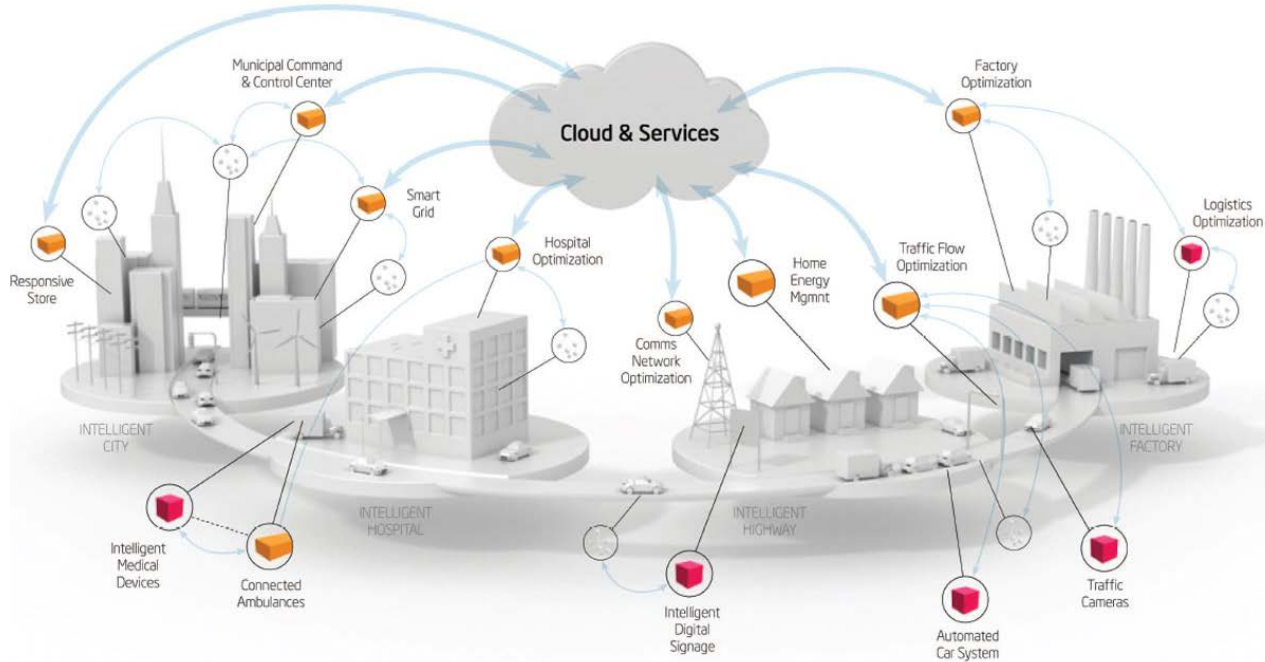 Municipal Command
& Control Center
Cloud & Services
Factory
Optimization
Smart
Grid
Logistics
Optimization
Responsive
Store
Hospital
Optimization
Home
Energy
Mgmnt
Traffic Flow
Optimization
Comms
Network
Optimization
INTELLIGENT
CITY
INTELLIGENT
HOSPITAL
INTELLIGENT
HIGHWAY
INTELLIGENT
FACTORY
Intelligent
Medical
Devices
Connected
Ambulances
Intelligent
Digital
Signage
Automated
Car System
Traffic
Cameras